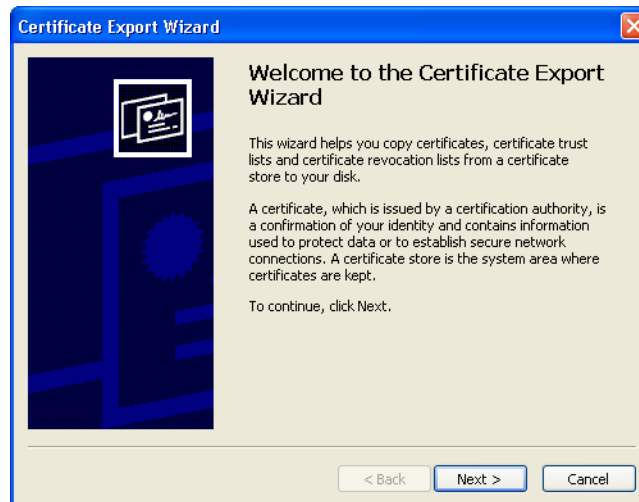 Certificate Export Wizard
Welcome to the Certificate Export
Wizard
This wizard helps you copy certificates, certificate trust
lists and certificate revocation lists from a certificate
store to your disk.
A certificate, which is issued by a certification authority, is
a confirmation of your identity and contains information
used to protect data or to establish secure network
connections. A certificate store is the system area where
certificates are kept.
To continue, click Next.
< Back Next > Cancel